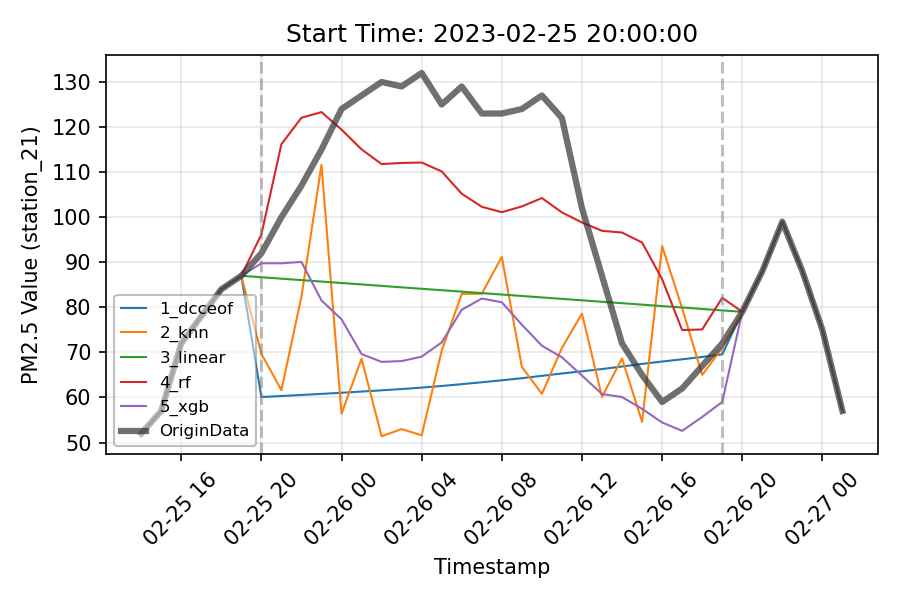 Start Time: 2023-02-25 20:00:00
PM2.5 Value (station_21)
130
120
110
100
90
80
70
60
50
1_dcceof
2_knn
3_linear
4_rf
5_xgb
OriginData
02-25 16
02-25 20
02-26 00
02-26 04
02-26 08
02-26 12
02-26 16
02-26 20
02-27 00
Timestamp